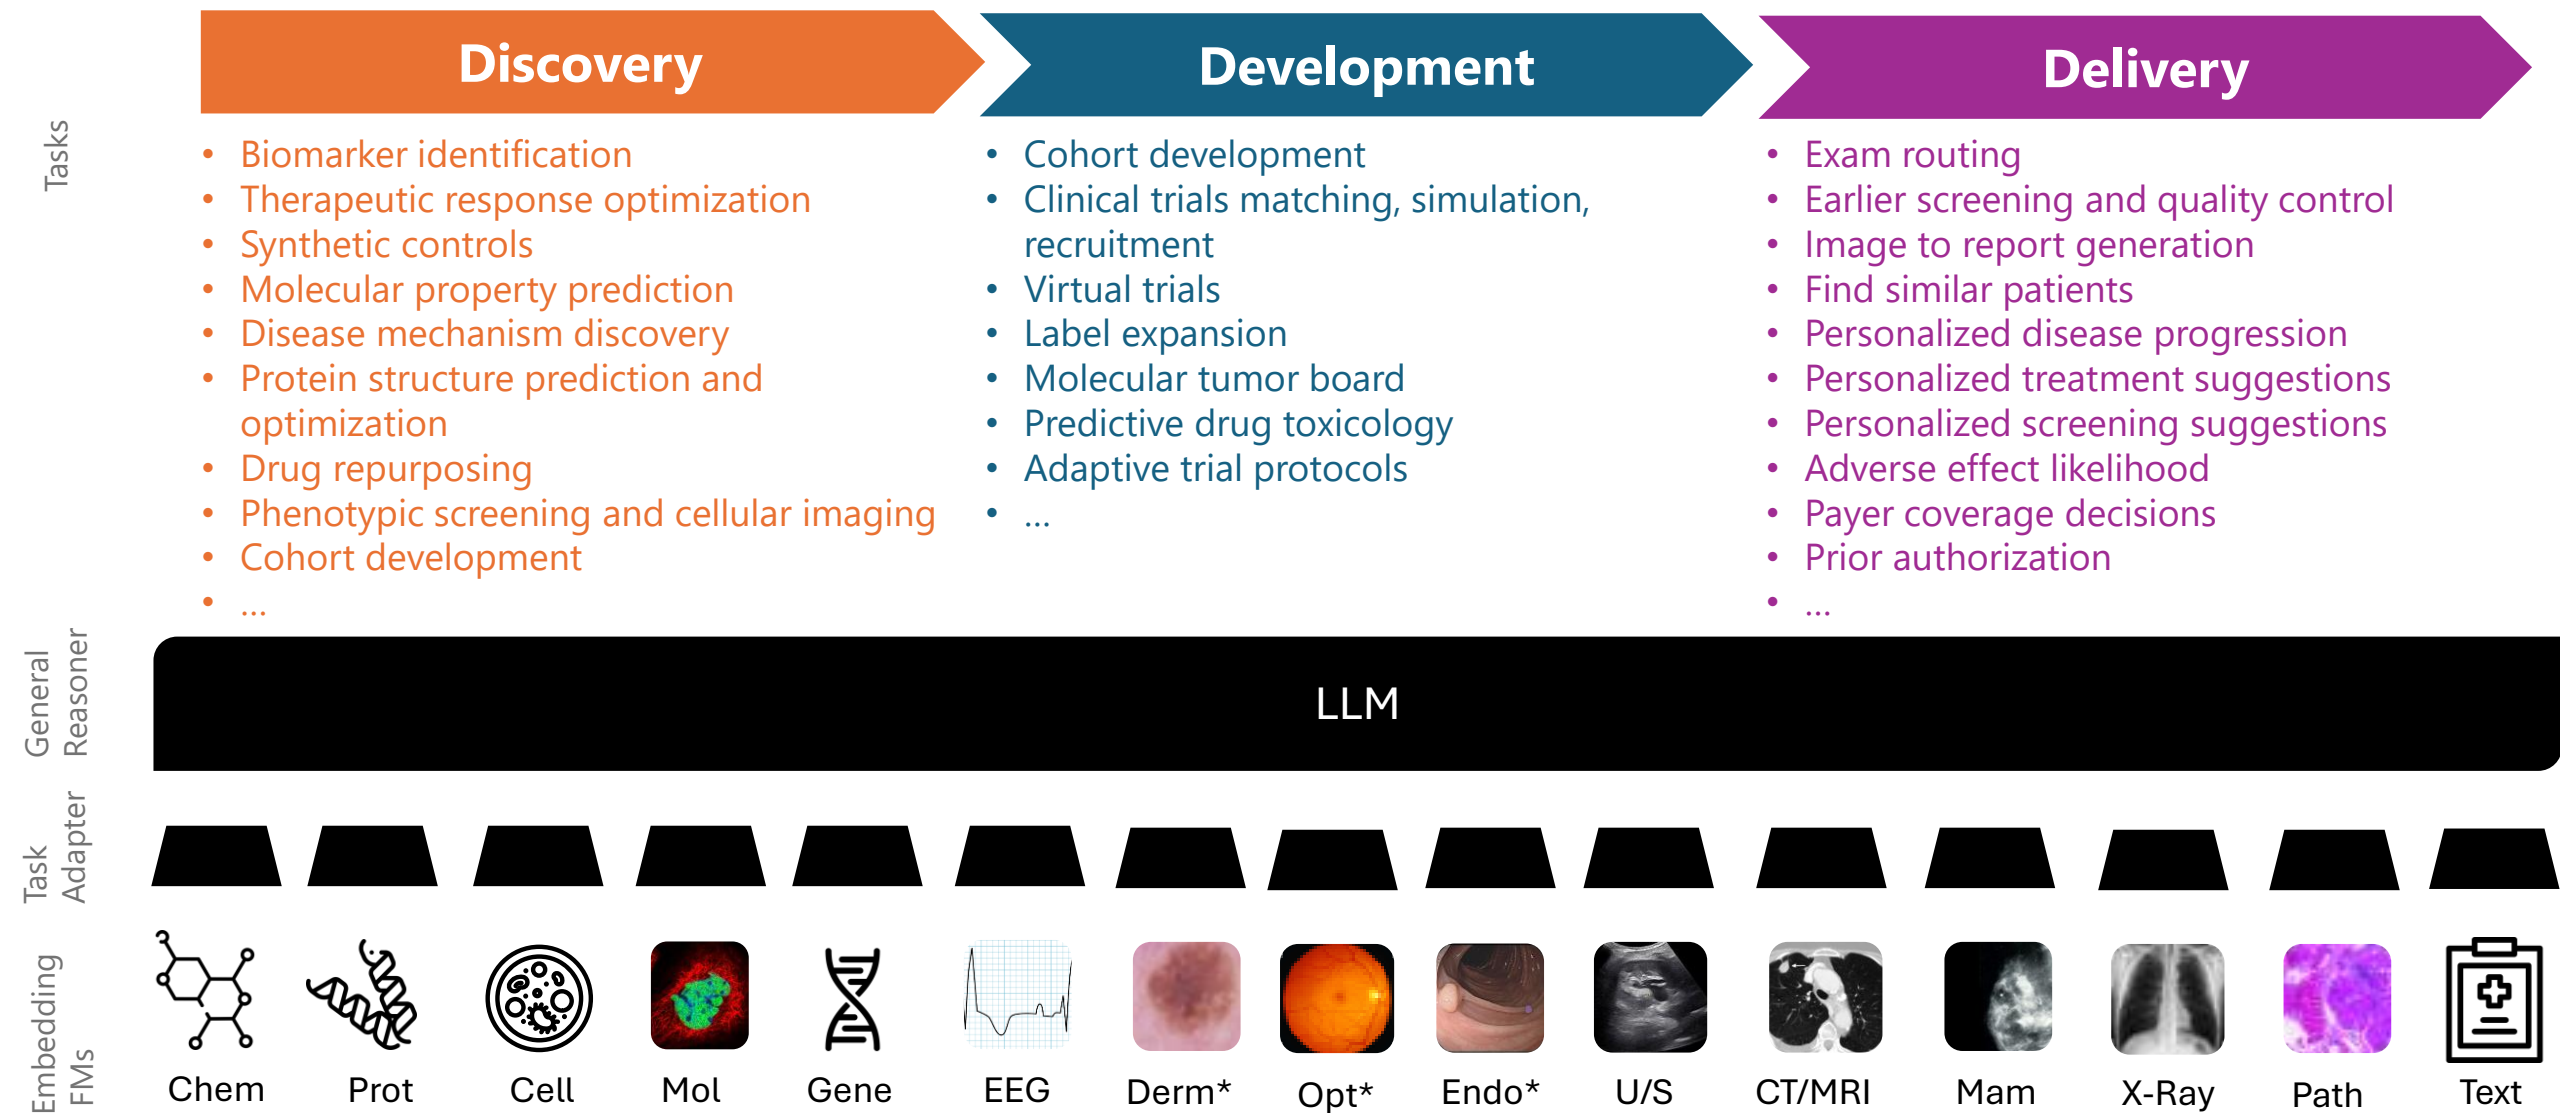 Discovery
Development
Delivery
Tasks
• Biomarker identification
• Therapeutic response optimization
• Synthetic controls
• Molecular property prediction
• Disease mechanism discovery
• Protein structure prediction and
optimization
• Drug repurposing
• Phenotypic screening and cellular imaging
• Cohort development
• ...
• Cohort development
• Clinical trials matching, simulation,
recruitment
• Virtual trials
• Label expansion
• Molecular tumor board
• Predictive drug toxicology
• Adaptive trial protocols
• ...
• Exam routing
• Earlier screening and quality control
• Image to report generation
• Find similar patients
• Personalized disease progression
• Personalized treatment suggestions
• Personalized screening suggestions
• Adverse effect likelihood
• Payer coverage decisions
• Prior authorization
• ...
General
Reasoner
LLM
Task
Adapter
Embedding
FMs
Chem
Prot
Cell
Mol
Gene
EEG
Derm*
Opt*
Endo*
U/S
CT/MRI
Mam
X-Ray
Path
Text